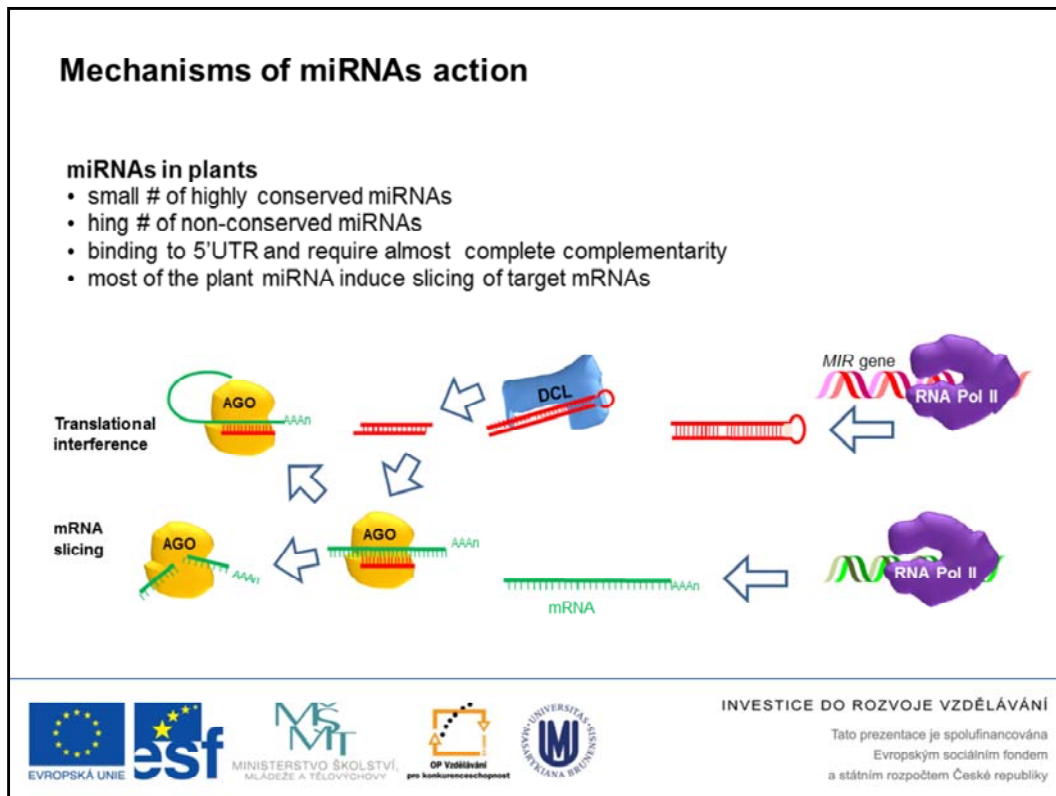 Mechanisms of miRNAs action
miRNAs in plants
• small # of highly conserved miRNAs
• hing # of non-conserved miRNAs
• binding to 5'UTR and require almost complete complementarity
• most of the plant miRNA induce slicing of target mRNAs
MIR gene
RNA Pol II
DCL
AGO
AAAn
Translational
interference
mRNA
slicing
AGO
AAAn
AGO
AAAn
AAAn
mRNA
RNA Pol II
EVROPSKÁ UNIE
esf
MŠMT
MINISTERSTVO ŠKOLSTVÍ,
MLÁDEŽE A TĚLOVÝCHOVY
OP Vzdělávání
pro konkurenceschopnost
UNIVERSITAS
MASARYKIANA BRUNENSIS
INVESTICE DO ROZVOJE VZDĚLÁVÁNÍ
Tato prezentace je spolufinancována
Evropským sociálním fondem
a státním rozpočtem České republiky